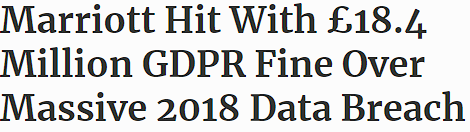 Marriott Hit With £18.4
Million GDPR Fine Over
Massive 2018 Data Breach